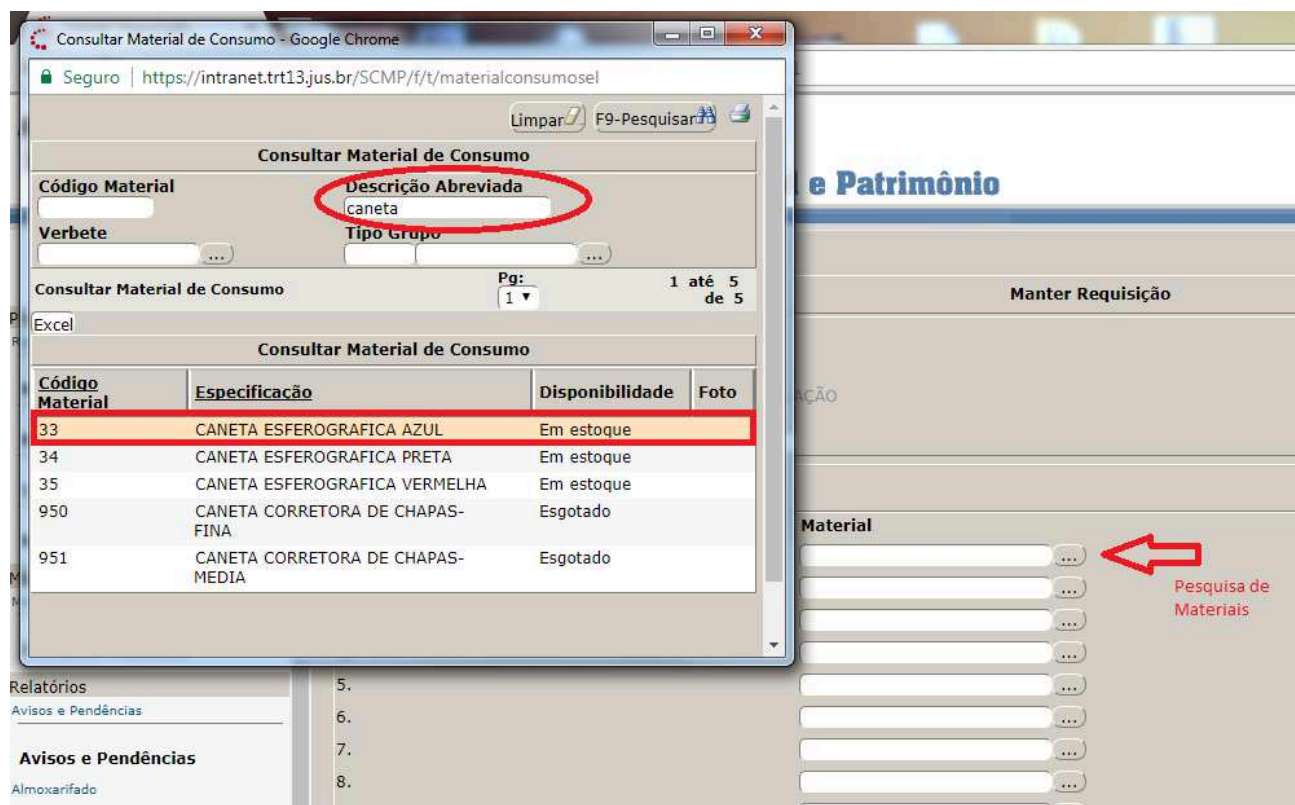 Consultar Material de Consumo - Google Chrome
Seguro | https://intranet.trt13.jus.br/SCMP/f/t/materialconsumosel
Limpar F9-Pesquisar
Consultar Material de Consumo
Código Material Descrição Abreviada
caneta
Verbete Tipo Grupo
... ...
Consultar Material de Consumo Pg: 1 1 até 5 de 5
Excel
Consultar Material de Consumo
Código Material Especificação Disponibilidade Foto
33 CANETA ESFEROGRAFICA AZUL Em estoque
34 CANETA ESFEROGRAFICA PRETA Em estoque
35 CANETA ESFEROGRAFICA VERMELHA Em estoque
950 CANETA CORRETORA DE CHAPAS-
FINA Esgotado
951 CANETA CORRETORA DE CHAPAS-
MEDIA Esgotado
e Patrimônio
Manter Requisição
AÇÃO
Material
...
Pesquisa de
Materiais
...
...
...
5. ...
6. ...
7. ...
8. ...
Relatórios
Avisos e Pendências
Avisos e Pendências
Almoxarifado